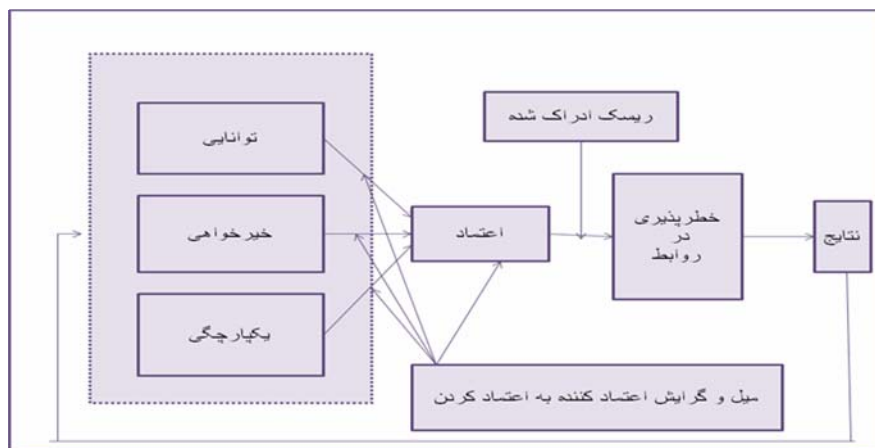 توانایی
خیرخواهی
یکپارچگی
اعتماد
ریسک ادراک شده
خطرپذیری
در
روابط
نتایج
میل و گرایش اعتماد کننده به اعتماد کردن